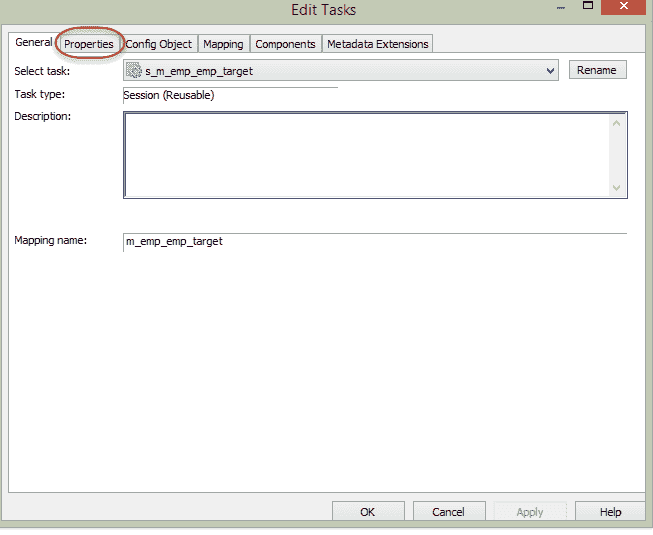 Edit Tasks
General Properties Config Object Mapping Components Metadata Extensions
Select task: s_m_emp_emp_target Rename
Task type: Session (Reusable)
Description:
Mapping name: m_emp_emp_target
OK Cancel Apply Help